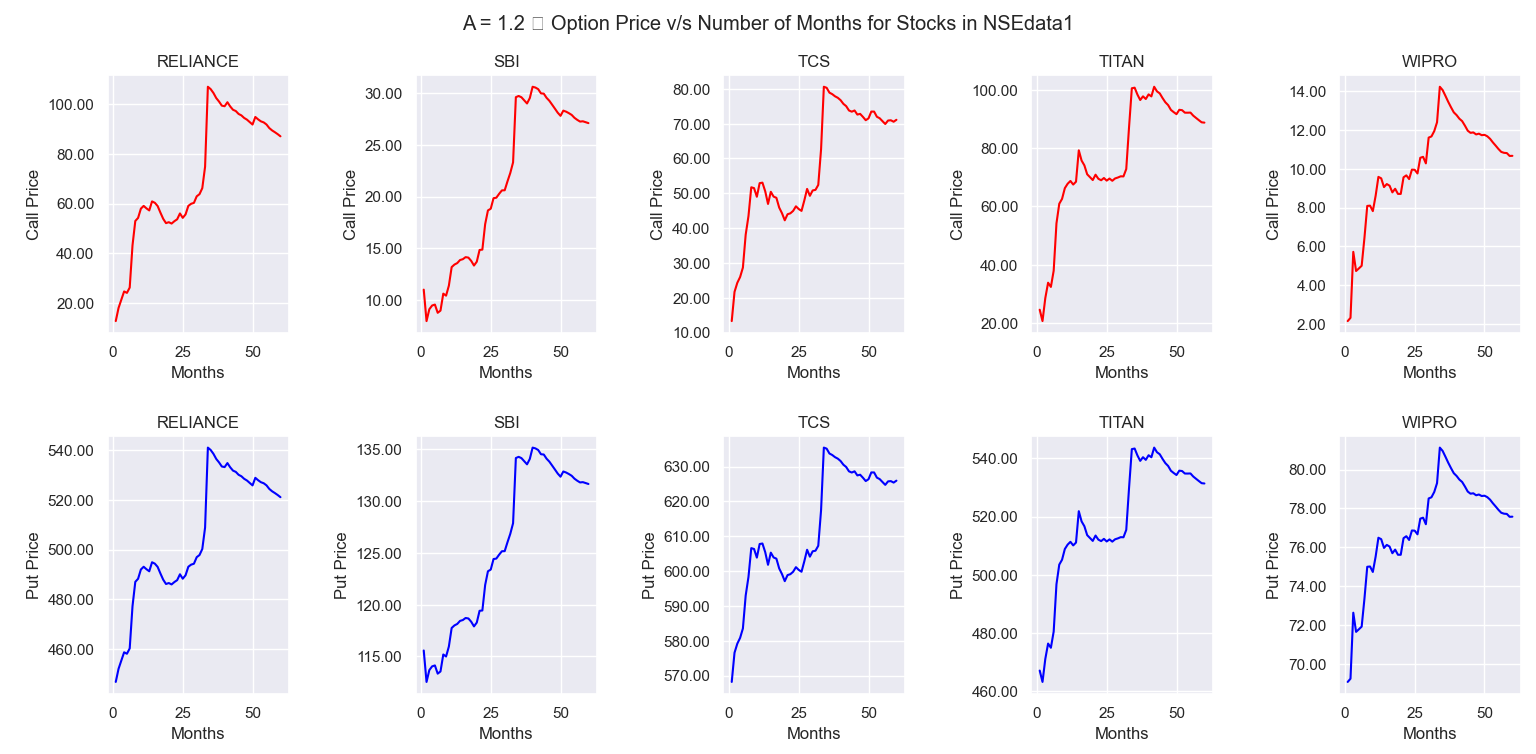 A = 1.2 Option Price v/s Number of Months for Stocks in NSEdata1
RELIANCE SBI TCS TITAN WIPRO
100.00
80.00
60.00
40.00
20.00
Call Price
0 25 50
Months
30.00
25.00
20.00
15.00
10.00
Call Price
0 25 50
Months
80.00
70.00
60.00
50.00
40.00
30.00
20.00
10.00
Call Price
0 25 50
Months
100.00
80.00
60.00
40.00
20.00
Call Price
0 25 50
Months
14.00
12.00
10.00
8.00
6.00
4.00
2.00
Call Price
0 25 50
Months
RELIANCE SBI TCS TITAN WIPRO
540.00
520.00
500.00
480.00
460.00
Put Price
0 25 50
Months
135.00
130.00
125.00
120.00
115.00
Put Price
0 25 50
Months
630.00
620.00
610.00
600.00
590.00
580.00
570.00
Put Price
0 25 50
Months
540.00
520.00
500.00
480.00
460.00
Put Price
0 25 50
Months
80.00
78.00
76.00
74.00
72.00
70.00
Put Price
0 25 50
Months